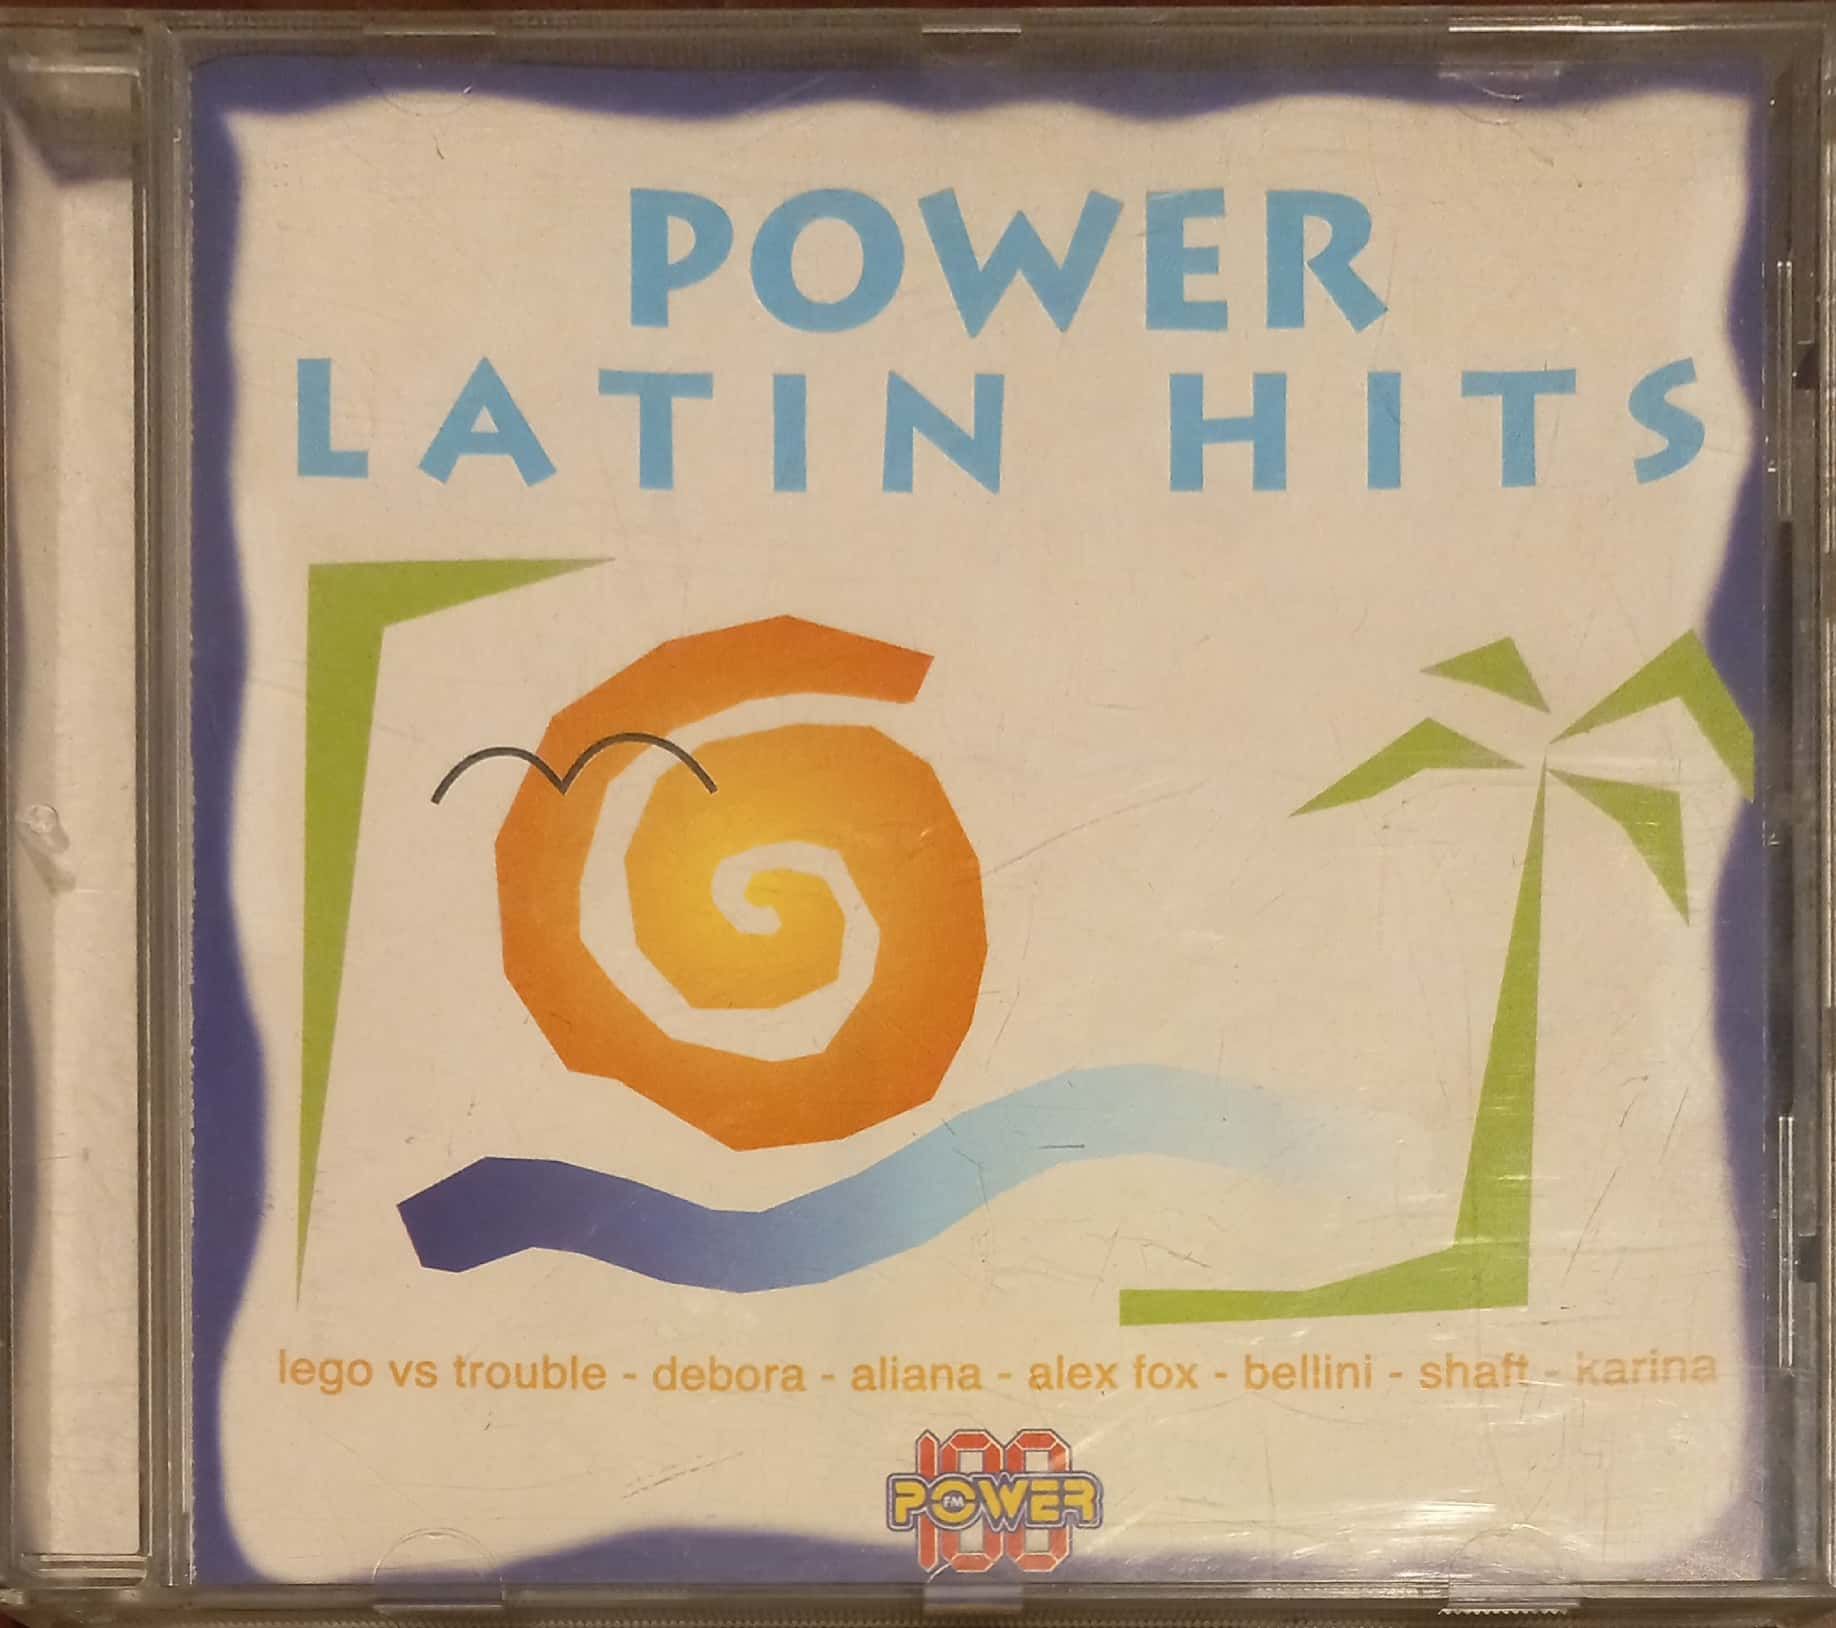 POWER
LATIN HITS
lego vs trouble - debora - aliana - alex fox - bellini - shaft - karina
100
POWER FM